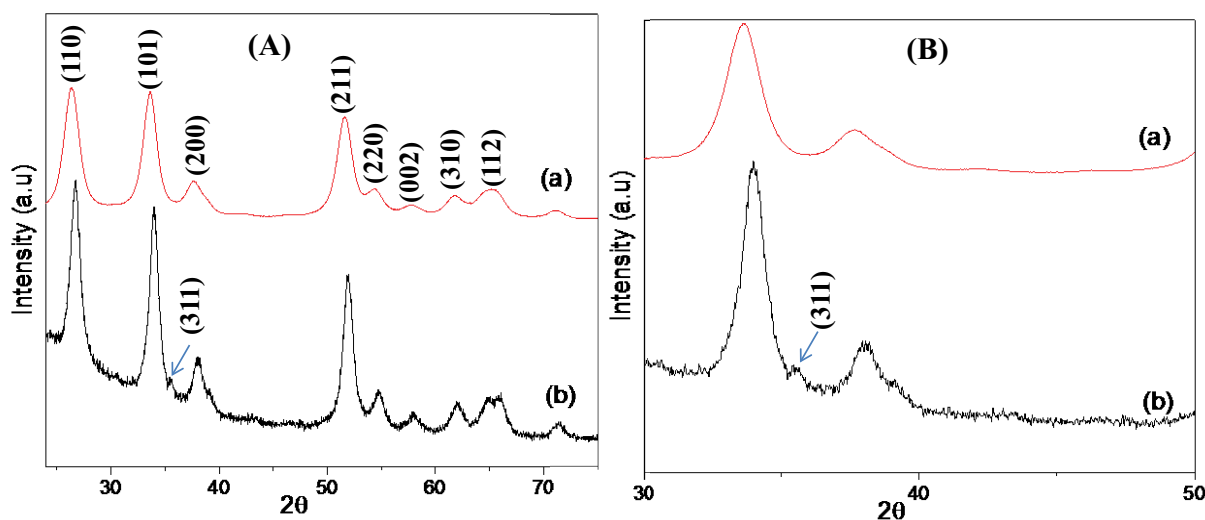 (A)
(110)
(101)
(200)
(211)
(220)
(002)
(310)
(112)
(a)
(311)
(b)
Intensity (a.u)
30 40 50 60 70
2θ
(B)
(a)
(311)
(b)
Intensity (a.u)
30 40 50
2θ